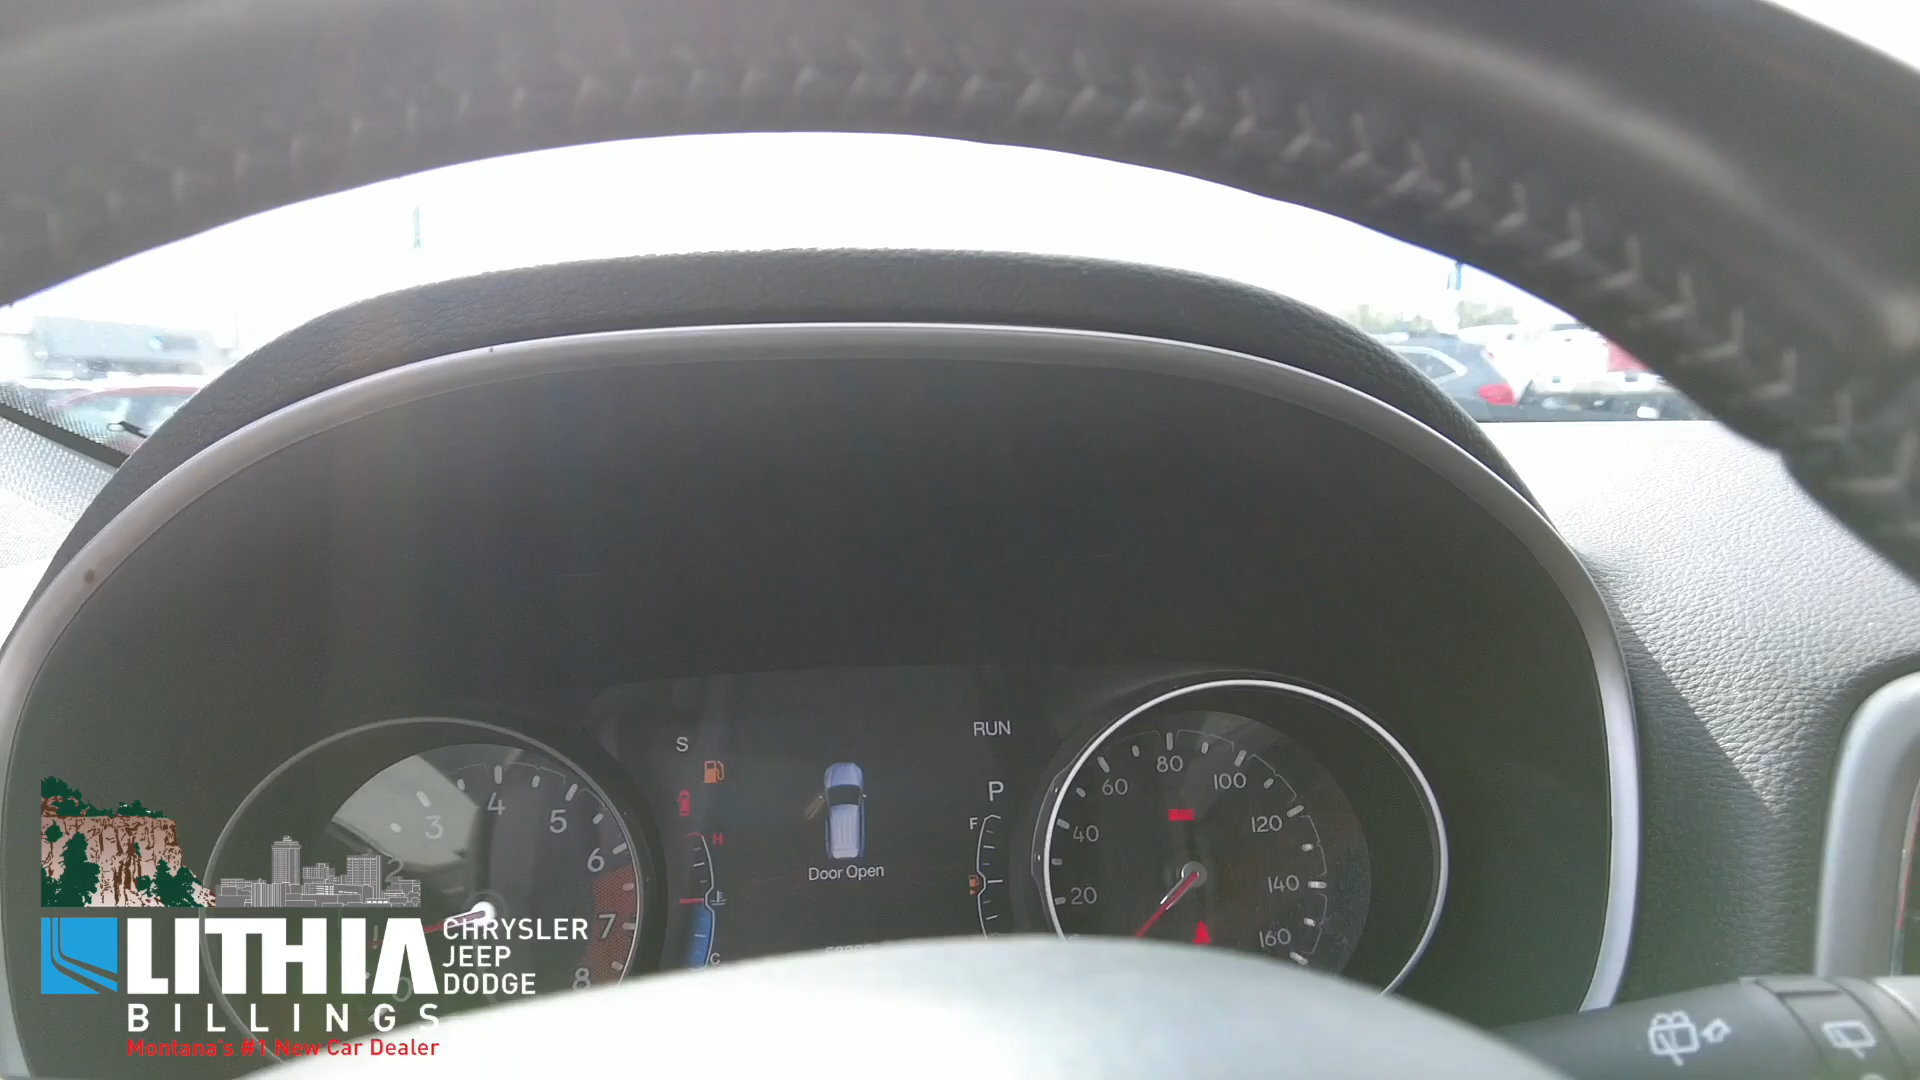 S
RUN
P
F
H
C
Door Open
3
4
5
6
7
8
20
40
60
80
100
120
140
160
LITHIA
CHRYSLER
JEEP
DODGE
BILLINGS
Montana's #1 New Car Dealer